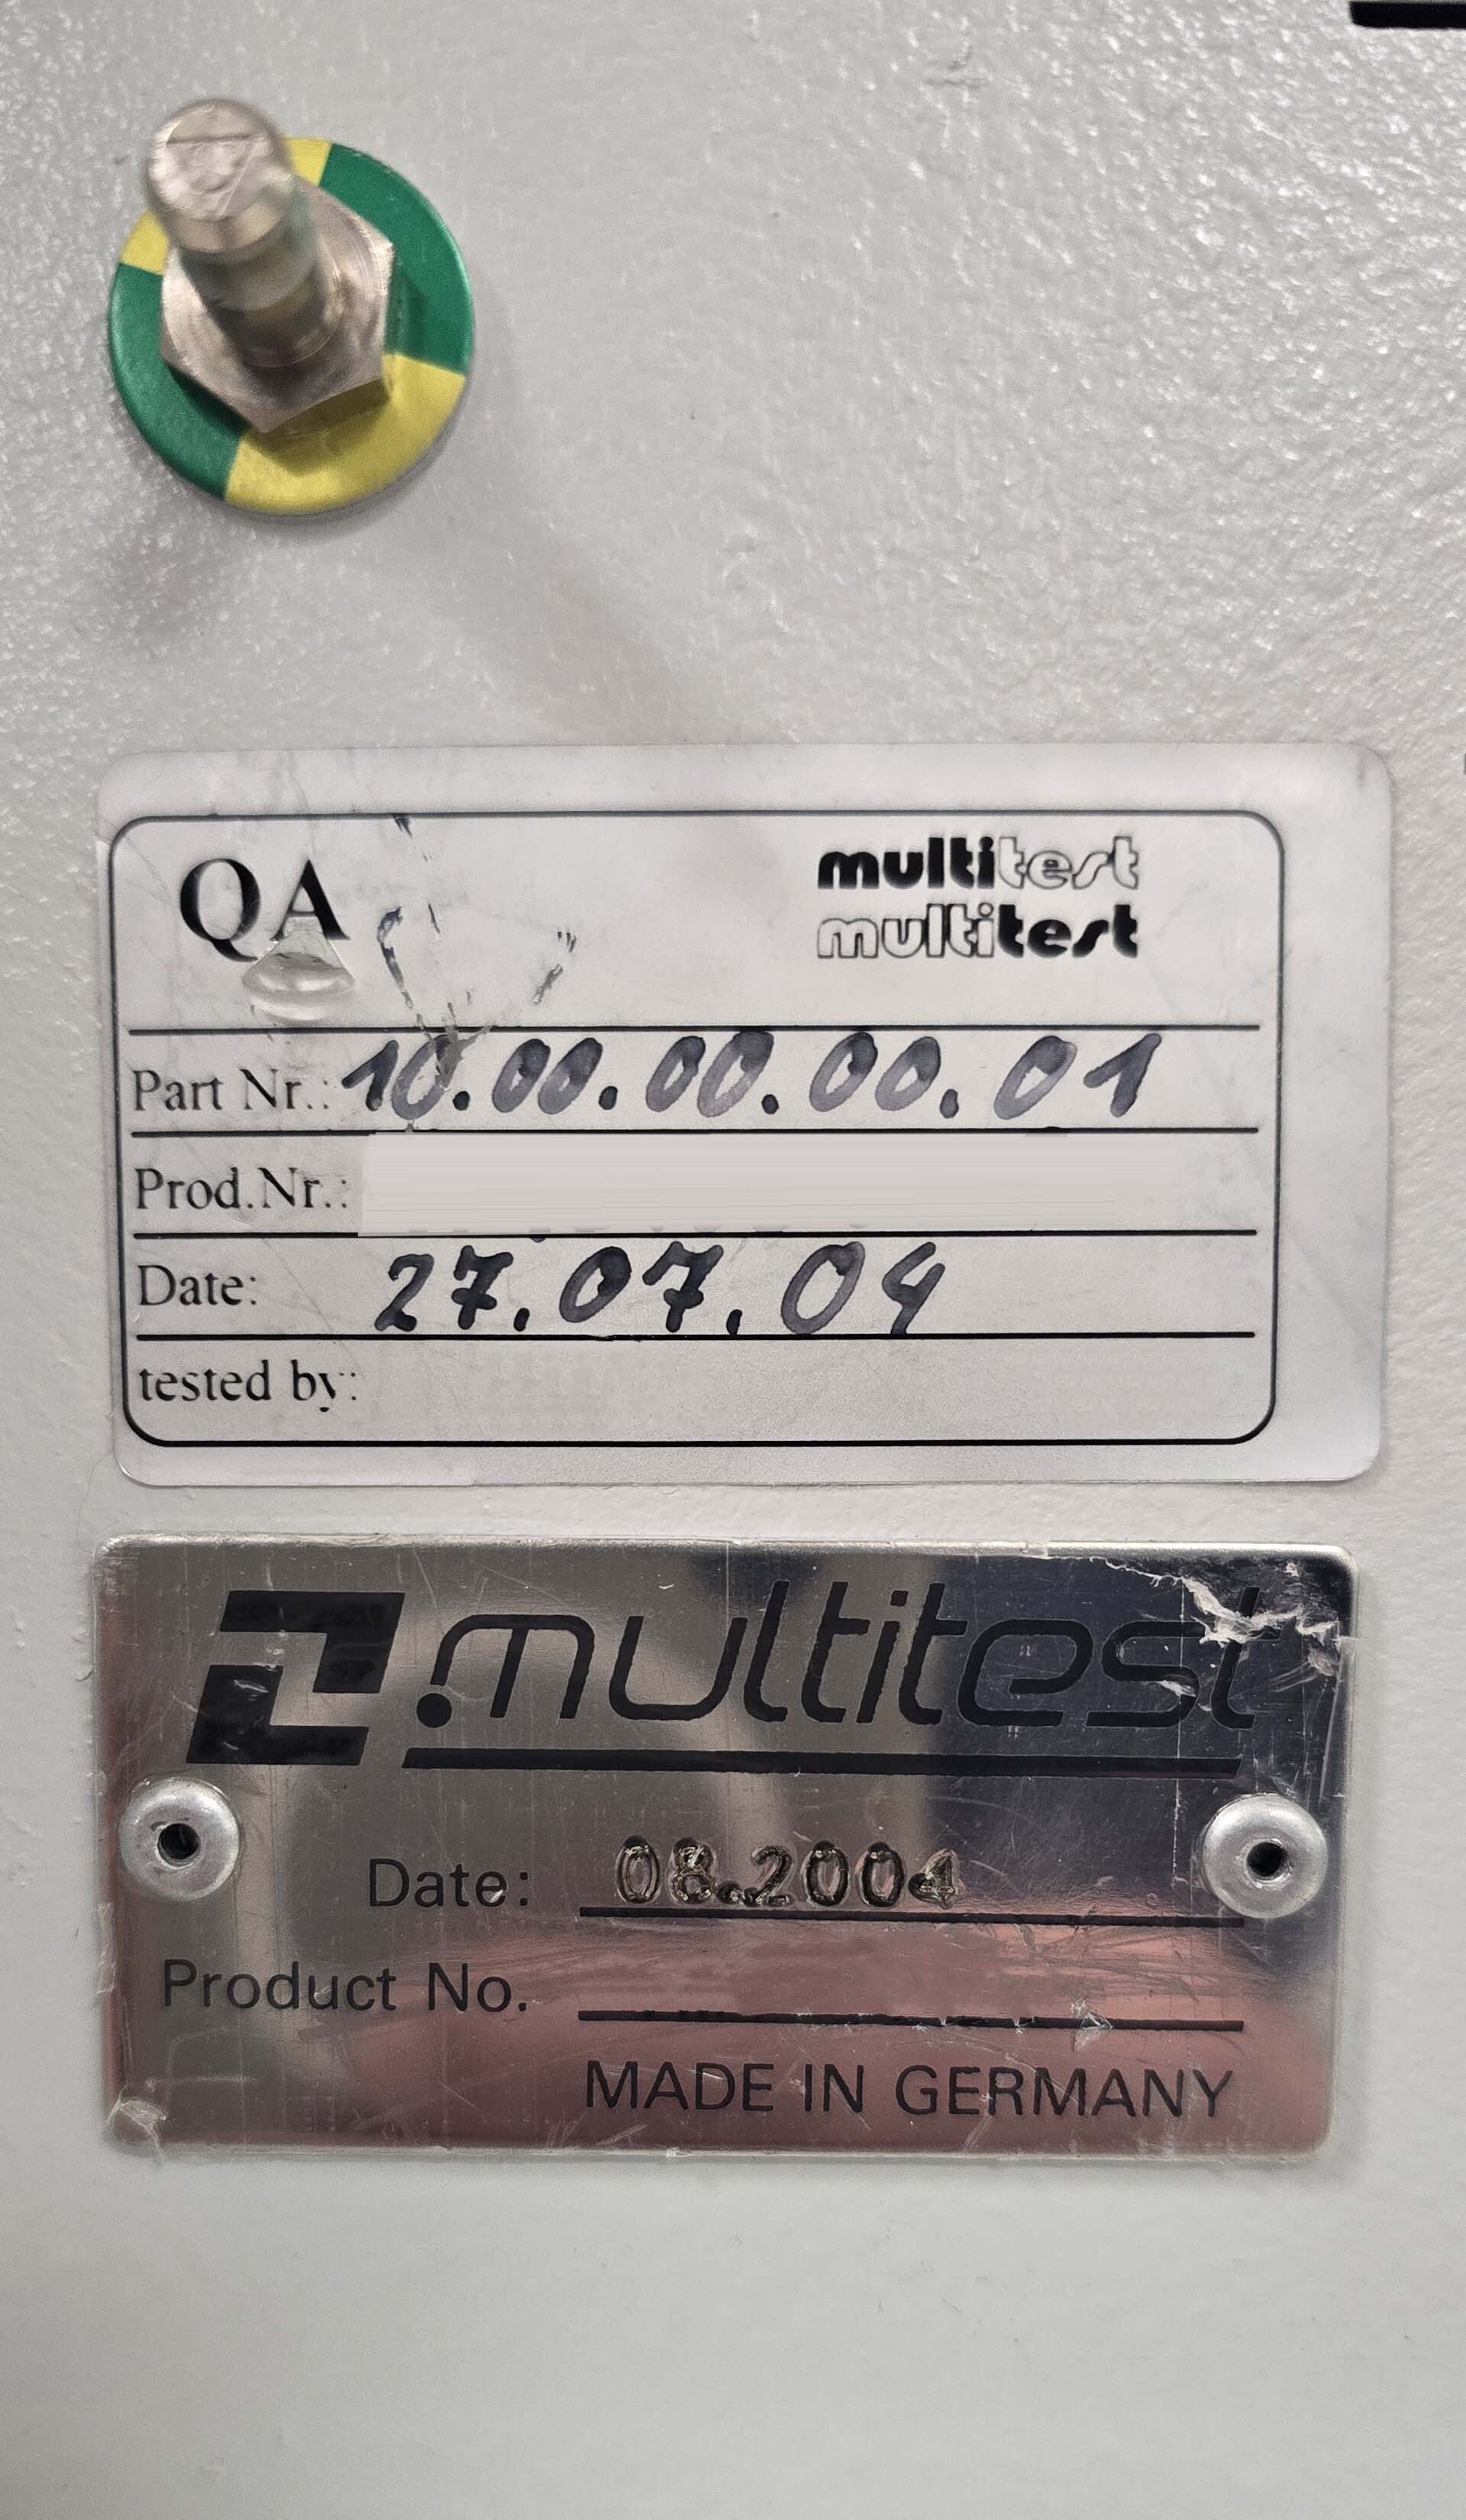 QA
multitest
multitest
Part Nr.: 10.00.00.00.01
Prod.Nr.:
Date: 27.07.04
tested by:
multitest
Date: 08.2004
Product No.
MADE IN GERMANY